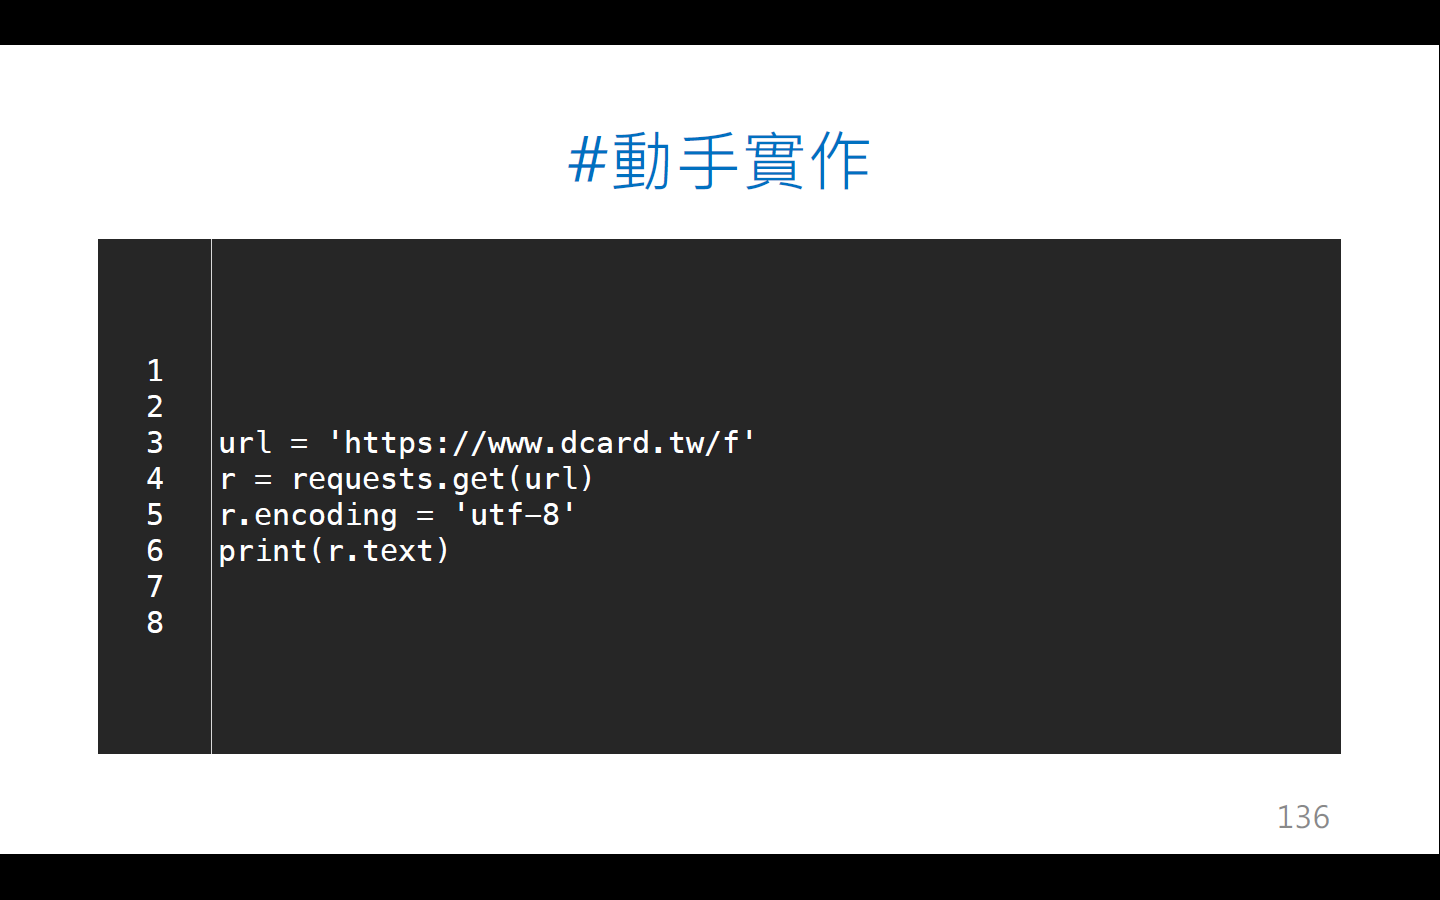 #動手實作
1
2
3 url = 'https://www.dcard.tw/f'
4 r = requests.get(url)
5 r.encoding = 'utf-8'
6 print(r.text)
7
8
136